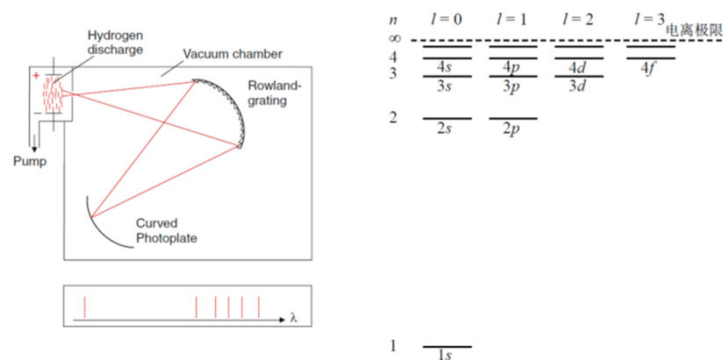 Hydrogen
discharge
Vacuum chamber
Rowland-
grating
+
−
Pump
Curved
Photoplate
λ
n l = 0 l = 1 l = 2 l = 3
∞ 电离极限
4
4s 4p 4d 4f
3
3s 3p 3d
2
2s 2p
1
1s